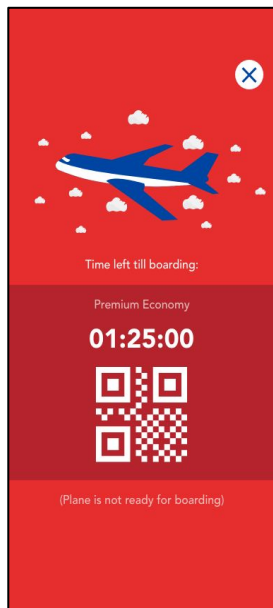 Time left till boarding:
Premium Economy
01:25:00
(Plane is not ready for boarding)